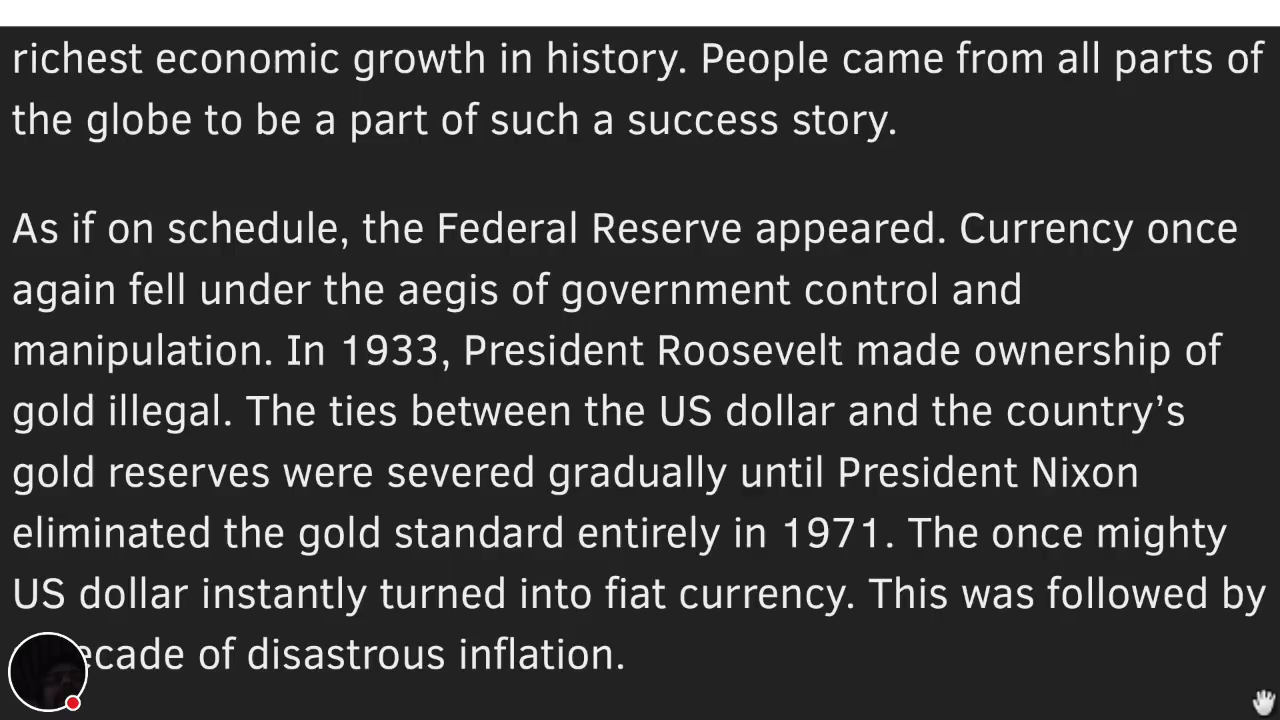 richest economic growth in history. People came from all parts of
the globe to be a part of such a success story.
As if on schedule, the Federal Reserve appeared. Currency once
again fell under the aegis of government control and
manipulation. In 1933, President Roosevelt made ownership of
gold illegal. The ties between the US dollar and the country’s
gold reserves were severed gradually until President Nixon
eliminated the gold standard entirely in 1971. The once mighty
US dollar instantly turned into fiat currency. This was followed by
ecade of disastrous inflation.